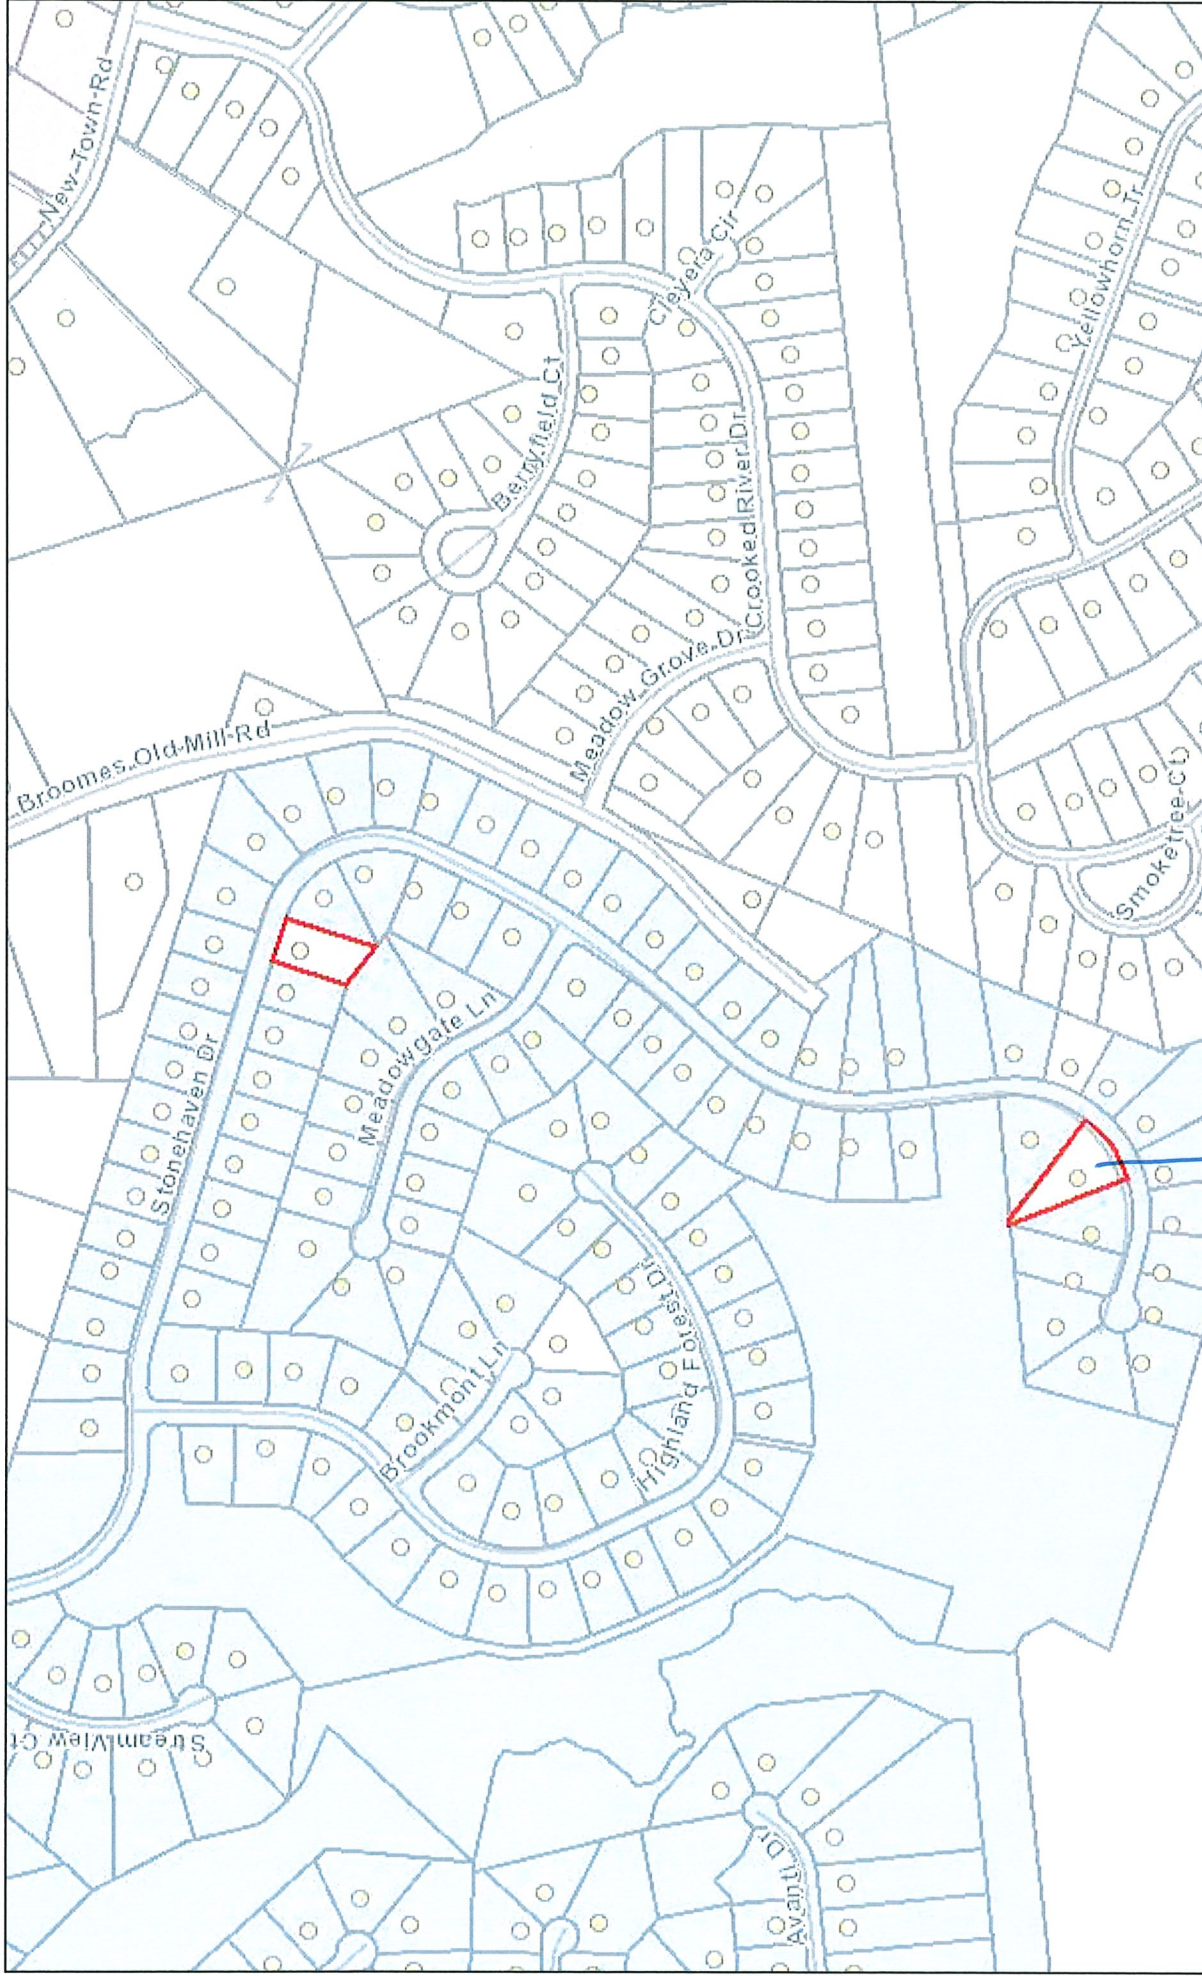 New-Town-Rd
Cleyera Cir
Yellowhorn-Tr
Berryfield Ct
Crooked River Dr
Meadow Grove Dr
Broomes Old-Mill-Rd
Smoketree-Ct
Meadowgate Ln
Stonehaven Dr
Highland Forest Dr
Brookmont Ln
Stream View Ct
Avanti Dr